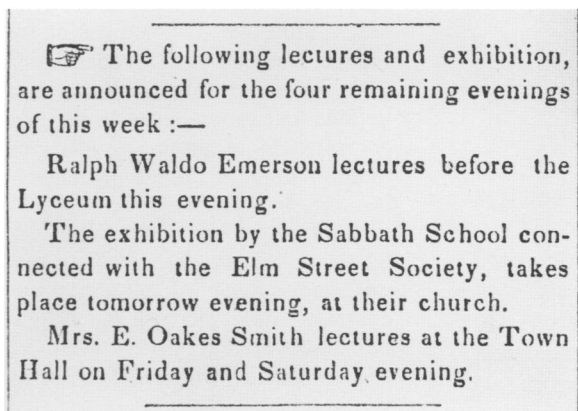 ☞ The following lectures and exhibition,
are announced for the four remaining evenings
of this week :—
Ralph Waldo Emerson lectures before the
Lyceum this evening.
The exhibition by the Sabbath School con-
nected with the Elm Street Society, takes
place tomorrow evening, at their church.
Mrs. E. Oakes Smith lectures at the Town
Hall on Friday and Saturday evening.